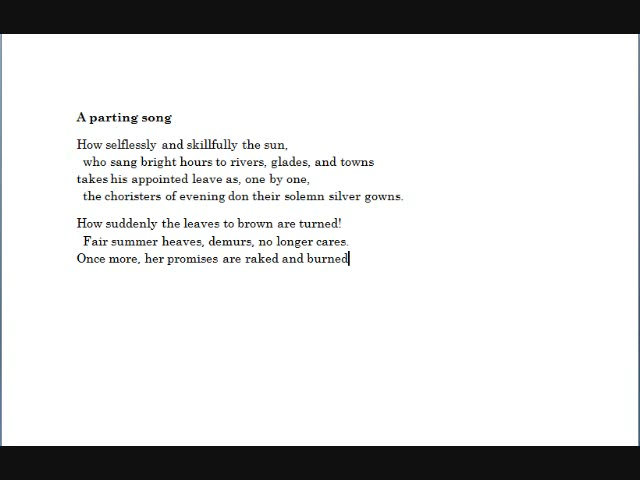 A parting song
How selflessly and skillfully the sun,
who sang bright hours to rivers, glades, and towns
takes his appointed leave as, one by one,
the choristers of evening don their solemn silver gowns.
How suddenly the leaves to brown are turned!
Fair summer heaves, demurs, no longer cares.
Once more, her promises are raked and burned